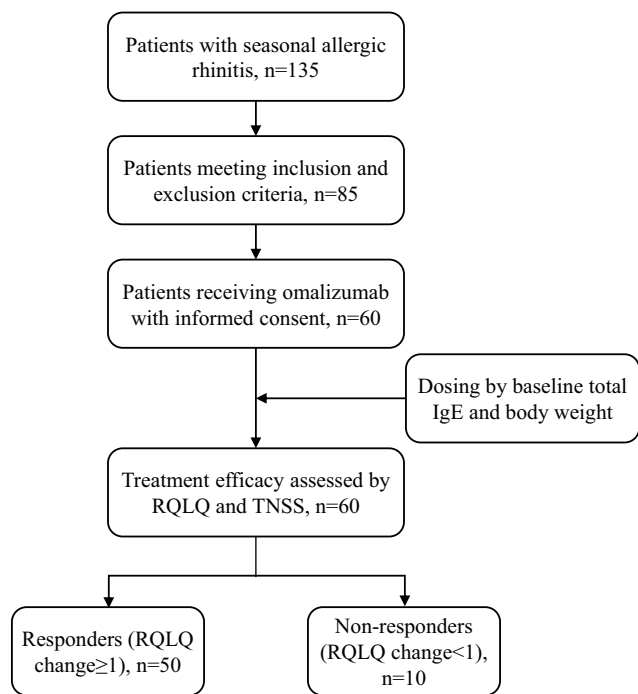 Patients with seasonal allergic
rhinitis, n=135
Patients meeting inclusion and
exclusion criteria, n=85
Patients receiving omalizumab
with informed consent, n=60
Dosing by baseline total
IgE and body weight
Treatment efficacy assessed by
RQLQ and TNSS, n=60
Responders (RQLQ
change≥1), n=50
Non-responders
(RQLQ change<1),
n=10